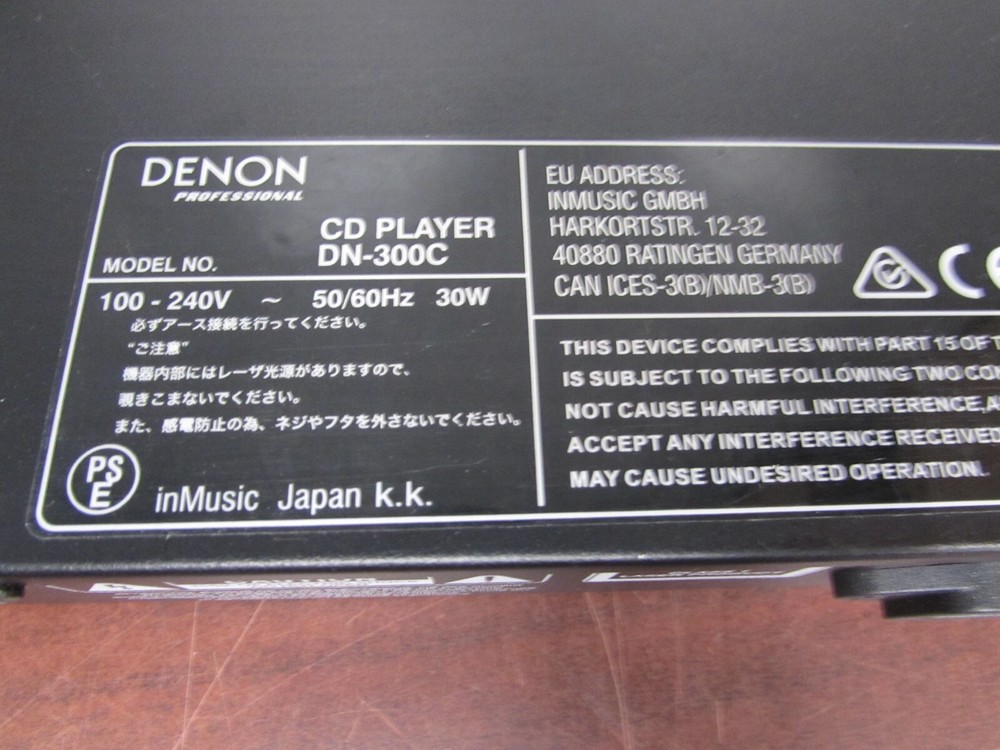 DENON
PROFESSIONAL
CD PLAYER
MODEL NO. DN-300C
100 - 240V ~ 50/60Hz 30W
必ずアース接続を行ってください。
“ご注意”
機器内部にはレーザ光源がありますので、
覗きこまないでください。
また、感電防止の為、ネジやフタを外さないでください。
PSE
inMusic Japan k.k.
EU ADDRESS:
INMUSIC GMBH
HARKORTSTR. 12-32
40880 RATINGEN GERMANY
CAN ICES-3(B)/NMB-3(B)
CE
THIS DEVICE COMPLIES WITH PART 15 OF
IS SUBJECT TO THE FOLLOWING TWO
NOT CAUSE HARMFUL INTERFERENCE,
ACCEPT ANY INTERFERENCE RECEIVED
MAY CAUSE UNDESIRED OPERATION.